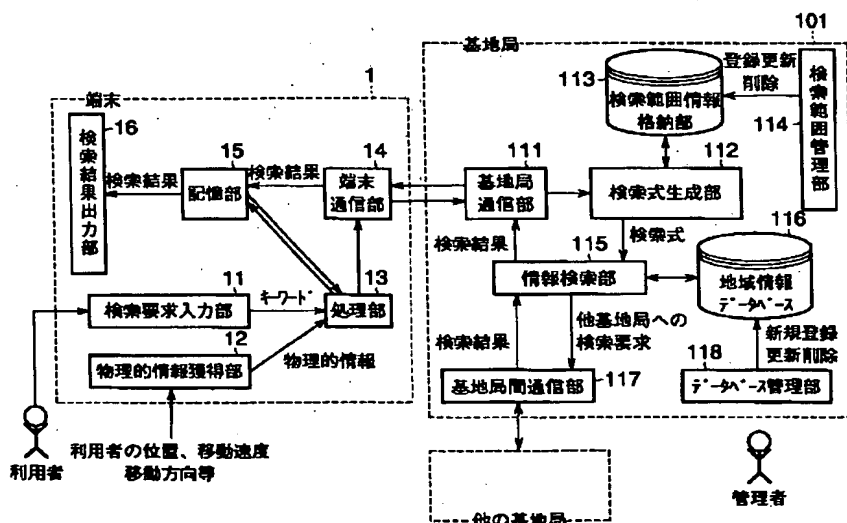 101
基地局
113
登録更新
削除
検索範囲情報
格納部
114
検索範囲管理部
1
端末
16
検索結果出力部
検索結果
15
記憶部
検索結果
14
端末
通信部
111
基地局
通信部
112
検索式生成部
検索結果
検索式
115
情報検索部
116
地域情報
データベース
11
検索要求入力部
キーワード
13
処理部
12
物理的情報獲得部
物理的情報
検索結果
他基地局への
検索要求
新規登録
更新削除
基地局間通信部
117
118
データベース管理部
利用者
利用者の位置、移動速度
移動方向等
管理者
他の基地局